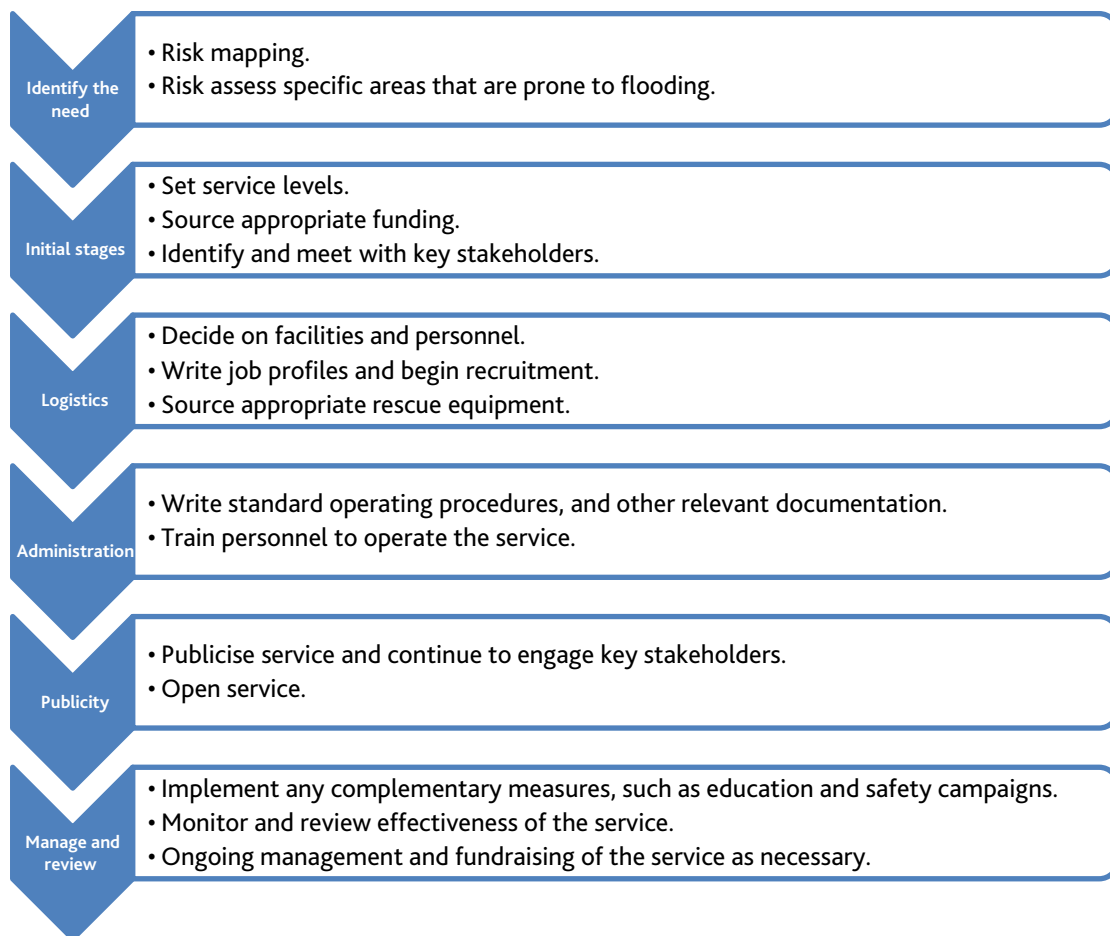 Identify the
need
• Risk mapping.
• Risk assess specific areas that are prone to flooding.
Initial stages
• Set service levels.
• Source appropriate funding.
• Identify and meet with key stakeholders.
Logistics
• Decide on facilities and personnel.
• Write job profiles and begin recruitment.
• Source appropriate rescue equipment.
Administration
• Write standard operating procedures, and other relevant documentation.
• Train personnel to operate the service.
Publicity
• Publicise service and continue to engage key stakeholders.
• Open service.
Manage and
review
• Implement any complementary measures, such as education and safety campaigns.
• Monitor and review effectiveness of the service.
• Ongoing management and fundraising of the service as necessary.